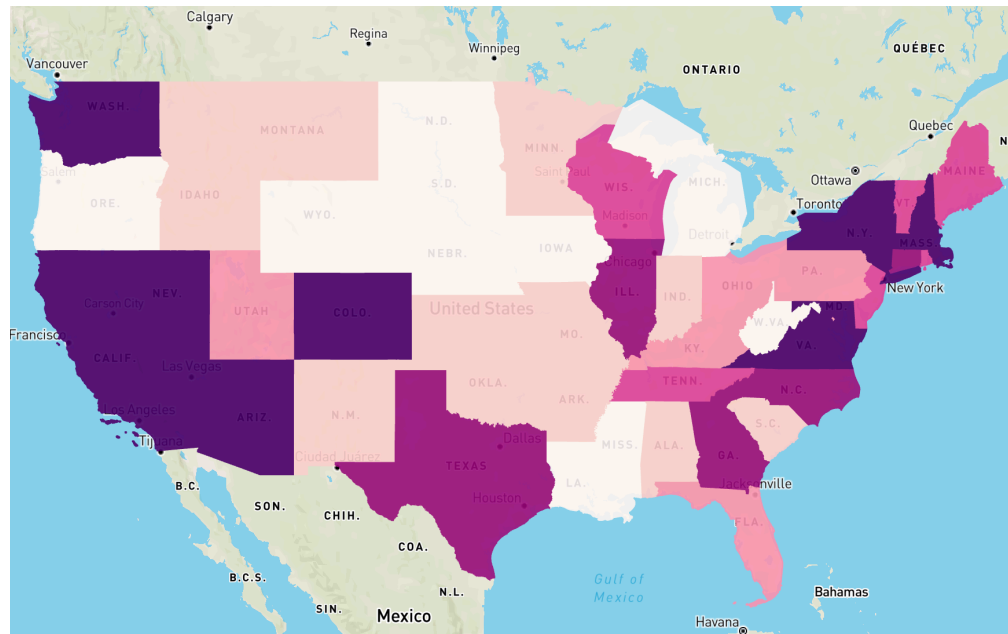 Calgary
Regina
Winnipeg
Vancouver
QUÉBEC
ONTARIO
Quebec
N
WASH.
N.D.
MONTANA
MINN.
Saint Paul
Ottawa
MAINE
Salem
ORE.
IDAHO
S.D.
WIS.
MICH.
VT.
Toronto
WYO.
Madison
Detroit
N.Y.
MASS.
NEBR.
IOWA
Chicago
PA.
New York
NEV.
Carson City
UTAH
COLO.
United States
ILL.
IND.
OHIO
MD.
Francisco
CALIF.
MO.
W.VA.
VA.
KY.
Las Vegas
OKLA.
TENN.
N.C.
Los Angeles
ARIZ.
N.M.
ARK.
S.C.
Tijuana
Ciudad Juárez
Dallas
MISS.
ALA.
GA.
TEXAS
LA.
Jacksonville
B.C.
Houston
SON.
CHIH.
FLA.
COA.
B.C.S.
Gulf of
Mexico
N.L.
Bahamas
SIN.
Mexico
Havana